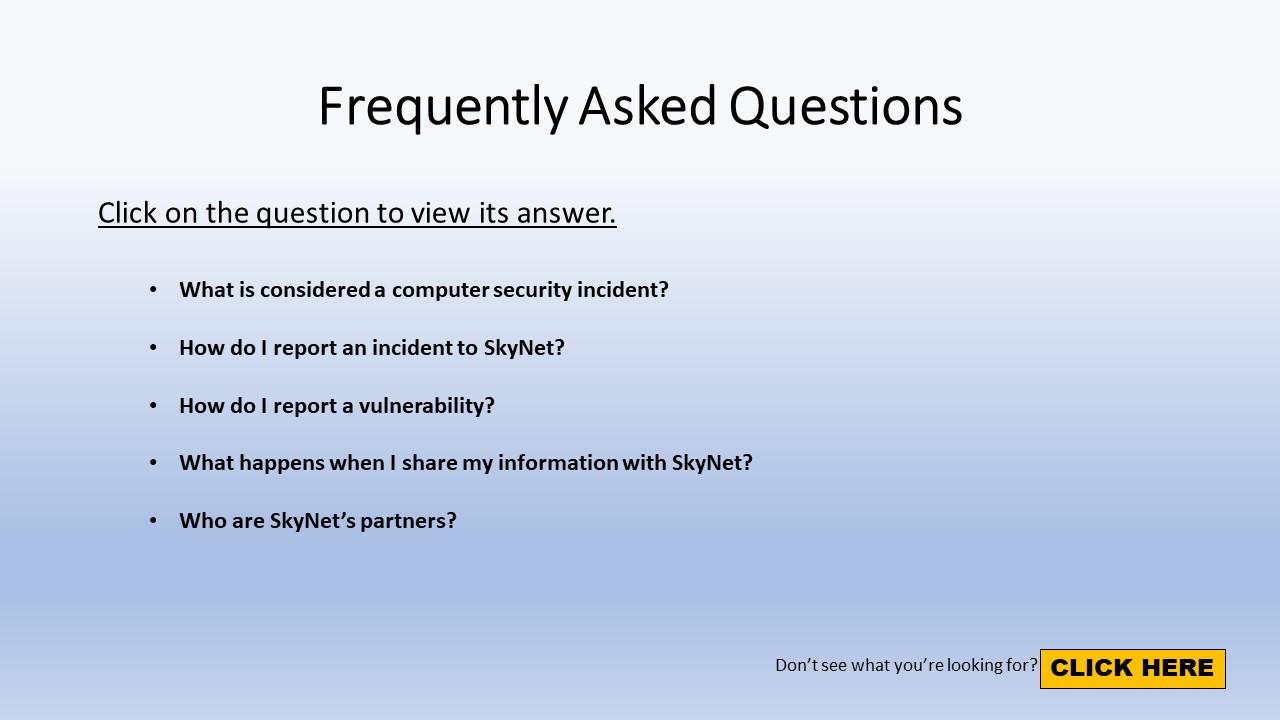 Frequently Asked Questions
Click on the question to view its answer.
• What is considered a computer security incident?
• How do I report an incident to SkyNet?
• How do I report a vulnerability?
• What happens when I share my information with SkyNet?
• Who are SkyNet’s partners?
Don’t see what you’re looking for? CLICK HERE